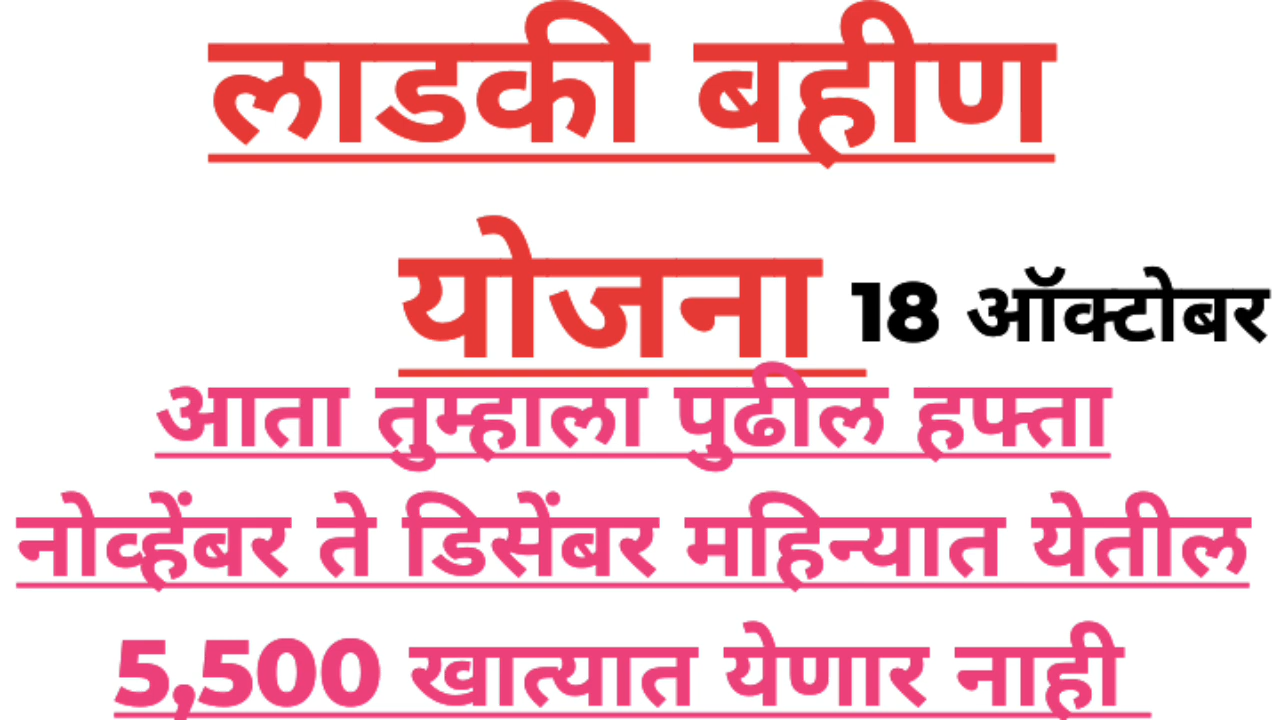 लाडकी बहीण
योजना 18 ऑक्टोबर
आता तुम्हाला पुढील हफ्ता
नोव्हेंबर ते डिसेंबर महिन्यात येतील
5,500 खात्यात येणार नाही